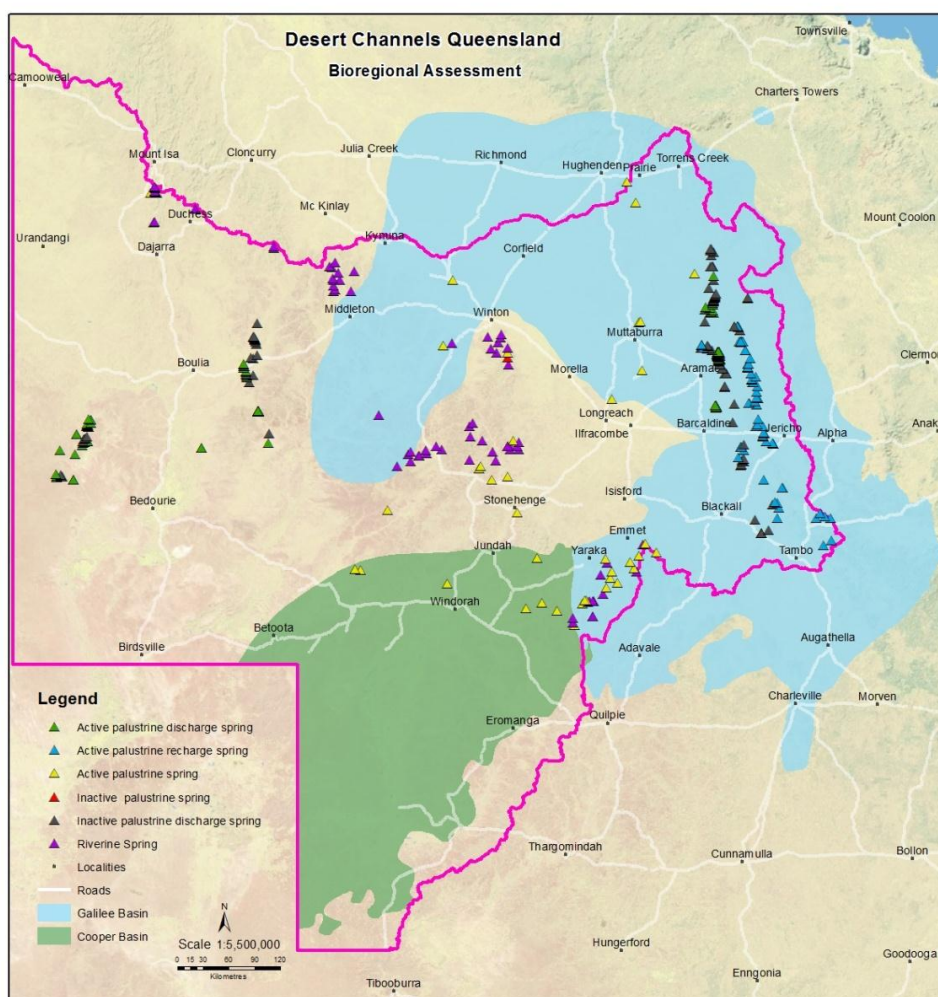 Desert Channels Queensland
Bioregional Assessment
Townsville
Camooweal
Charters Towers
Mount Isa
Cloncurry
Julia Creek
Richmond
Hughenden
Prairie
Torrens Creek
Mc Kinlay
Duchess
Mount Coolon
Urandangi
Dajarra
Kynuna
Corfield
Middleton
Winton
Muttaburra
Boulia
Morella
Aramac
Clermo
Longreach
Ilfracombe
Barcaldine
Jericho
Alpha
Anak
Bedourie
Stonehenge
Isisford
Blackall
Emmet
Jundah
Yaraka
Tambo
Windorah
Betoota
Birdsville
Adavale
Augathella
Charleville
Morven
Eromanga
Quilpie
Legend
Active palustrine discharge spring
Active palustrine recharge spring
Active palustrine spring
Inactive palustrine spring
Inactive palustrine discharge spring
Riverine Spring
Localities
Roads
Galilee Basin
Cooper Basin
N
Scale 1:5,500,000
0 15 30 60 90 120
Kilometres
Thargomindah
Cunnamulla
Bollon
Hungerford
Goodooga
Enngonia
Tibooburra